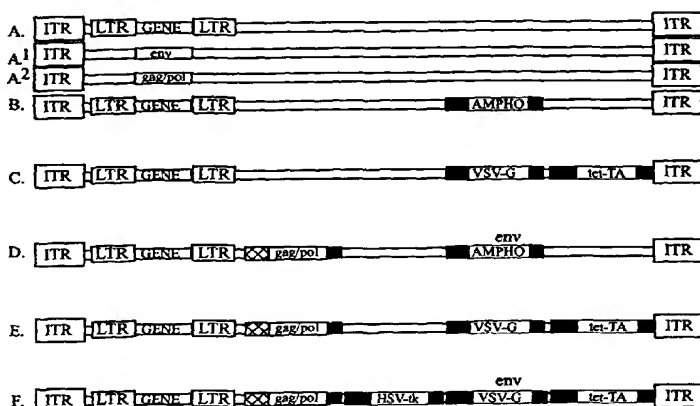 A. ITR LTR GENE LTR ITR
A.1 ITR env ITR
A.2 ITR gag/pol ITR
B. ITR LTR GENE LTR AMPHO ITR
C. ITR LTR GENE LTR VSV-G tet-TA ITR
env
D. ITR LTR GENE LTR gag/pol AMPHO ITR
E. ITR LTR GENE LTR gag/pol VSV-G tet-TA ITR
env
F. ITR LTR GENE LTR gag/pol HSV-tk VSV-G tet-TA ITR